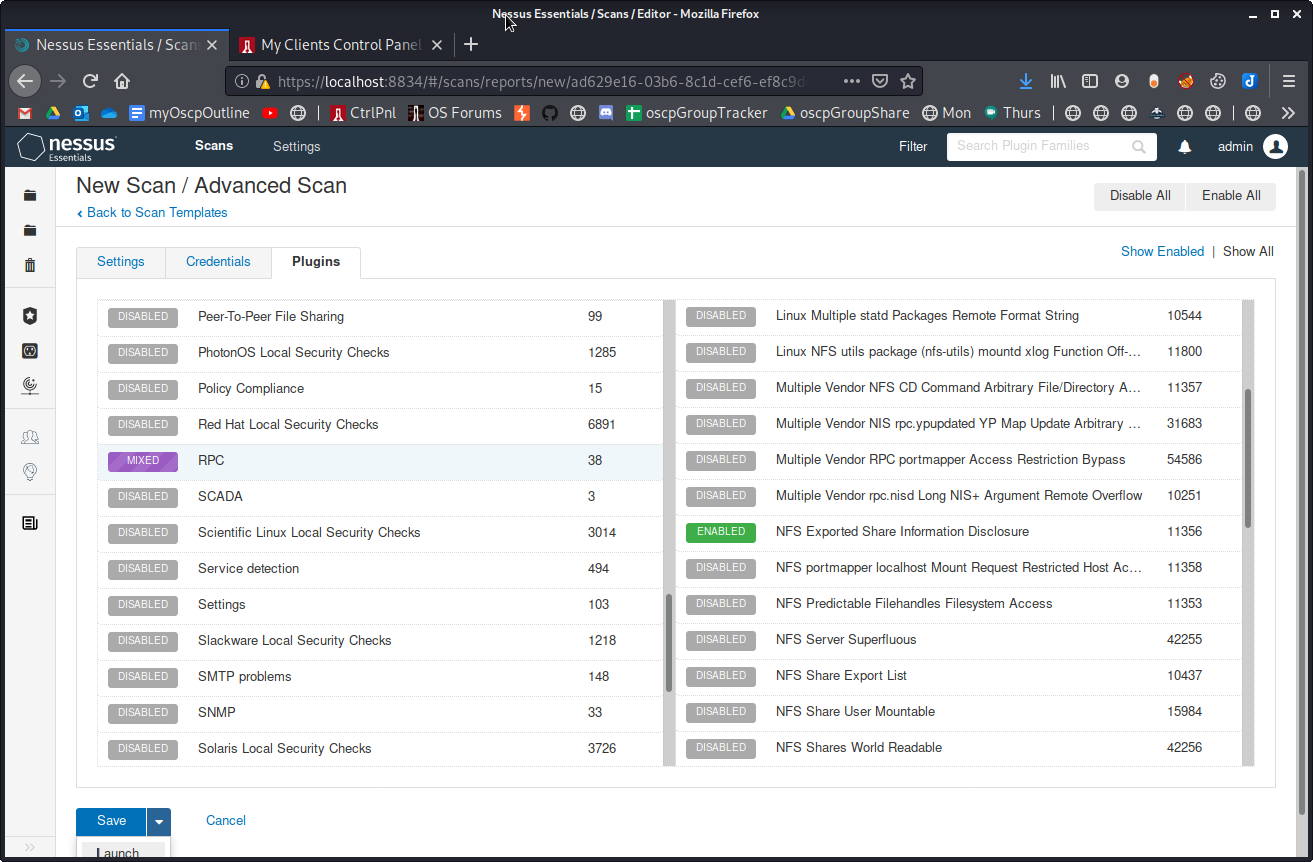 Nessus Essentials / Scans / Editor - Mozilla Firefox
Nessus Essentials / Scans
My Clients Control Panel
https://localhost:8834/#/scans/reports/new/ad629e16-03b6-8c1d-cef6-ef8c9d
myOscpOutline
CtrlPnl
OS Forums
oscpGroupTracker
oscpGroupShare
Mon
Thurs
nessus
Essentials
Scans
Settings
Filter
Search Plugin Families
admin
New Scan / Advanced Scan
‹ Back to Scan Templates
Disable All
Enable All
Settings
Credentials
Plugins
Show Enabled | Show All
DISABLED Peer-To-Peer File Sharing 99
DISABLED PhotonOS Local Security Checks 1285
DISABLED Policy Compliance 15
DISABLED Red Hat Local Security Checks 6891
MIXED RPC 38
DISABLED SCADA 3
DISABLED Scientific Linux Local Security Checks 3014
DISABLED Service detection 494
DISABLED Settings 103
DISABLED Slackware Local Security Checks 1218
DISABLED SMTP problems 148
DISABLED SNMP 33
DISABLED Solaris Local Security Checks 3726
DISABLED Linux Multiple statd Packages Remote Format String 10544
DISABLED Linux NFS utils package (nfs-utils) mountd xlog Function Off-... 11800
DISABLED Multiple Vendor NFS CD Command Arbitrary File/Directory A... 11357
DISABLED Multiple Vendor NIS rpc.ypupdated YP Map Update Arbitrary ... 31683
DISABLED Multiple Vendor RPC portmapper Access Restriction Bypass 54586
DISABLED Multiple Vendor rpc.nisd Long NIS+ Argument Remote Overflow 10251
ENABLED NFS Exported Share Information Disclosure 11356
DISABLED NFS portmapper localhost Mount Request Restricted Host Ac... 11358
DISABLED NFS Predictable Filehandles Filesystem Access 11353
DISABLED NFS Server Superfluous 42255
DISABLED NFS Share Export List 10437
DISABLED NFS Share User Mountable 15984
DISABLED NFS Shares World Readable 42256
Save
Cancel
Launch